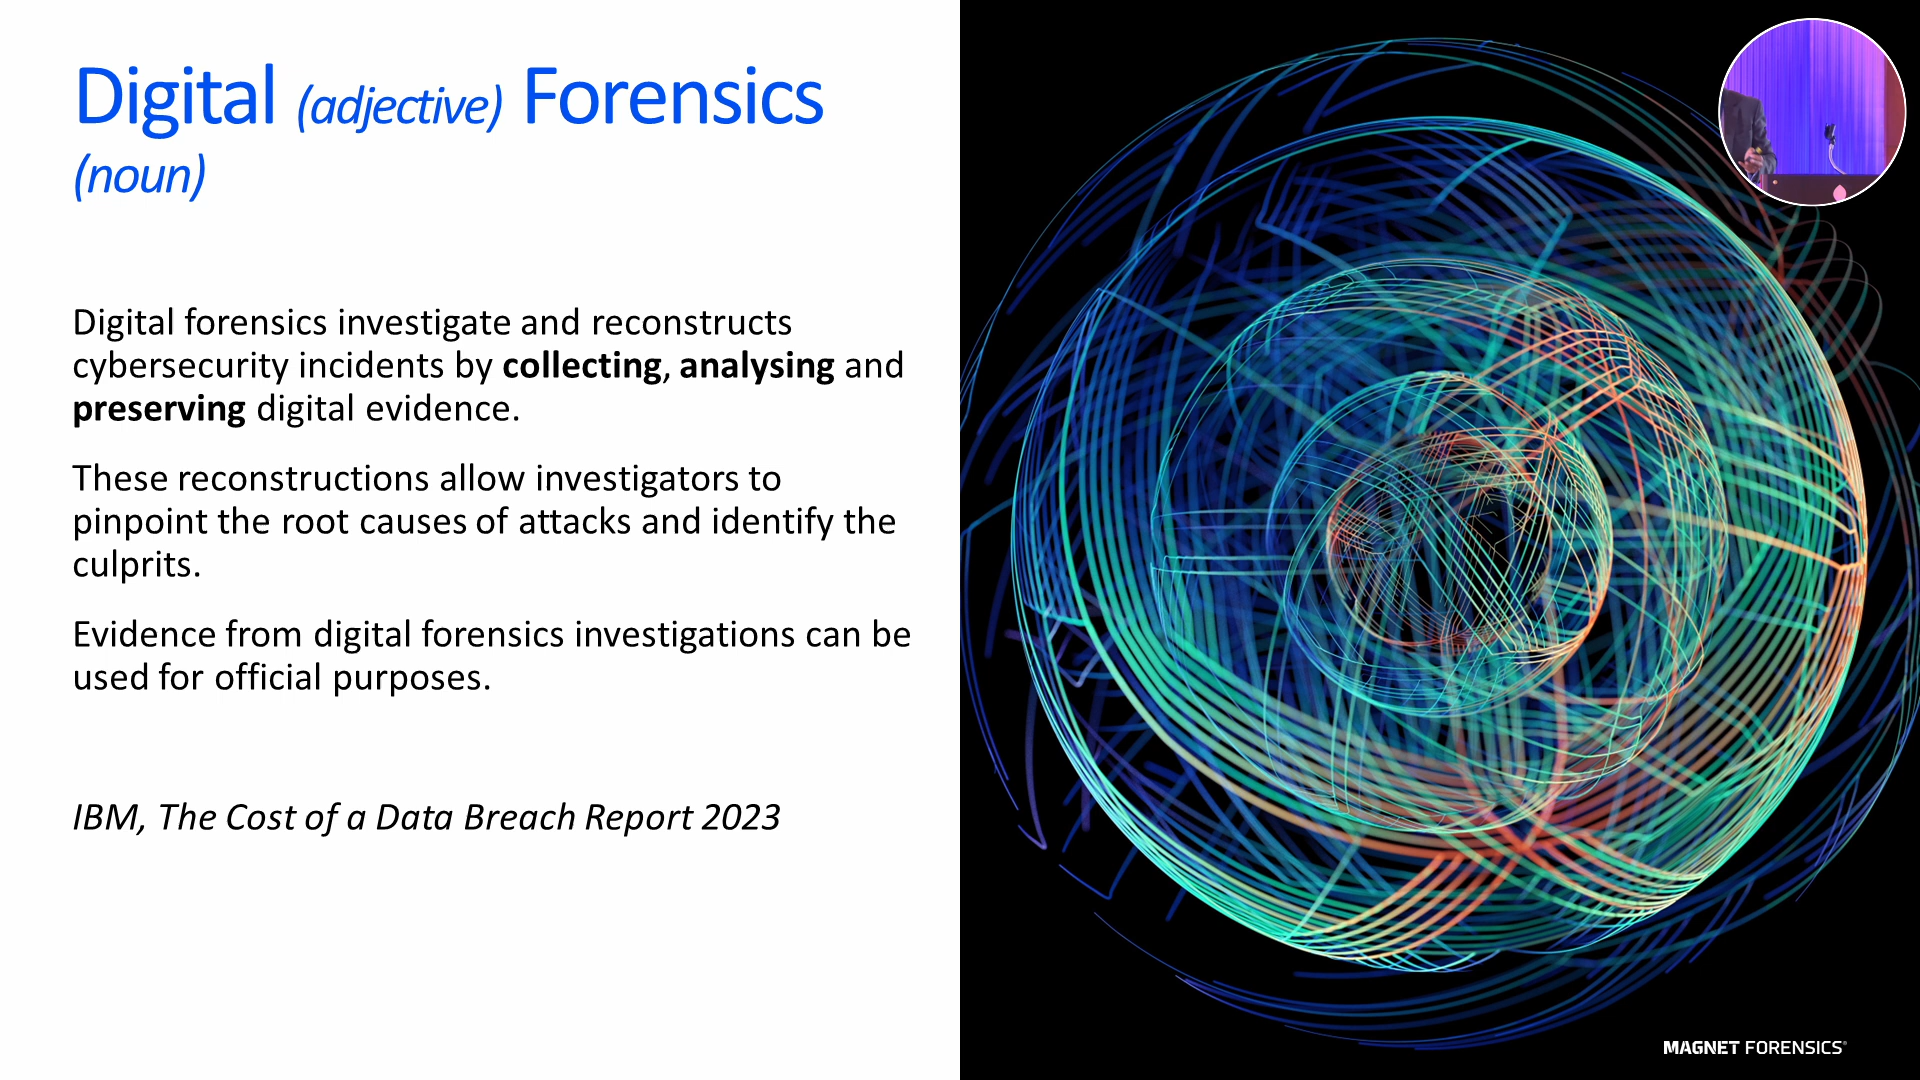 Digital (adjective) Forensics
(noun)
Digital forensics investigate and reconstructs
cybersecurity incidents by collecting, analysing and
preserving digital evidence.
These reconstructions allow investigators to
pinpoint the root causes of attacks and identify the
culprits.
Evidence from digital forensics investigations can be
used for official purposes.
IBM, The Cost of a Data Breach Report 2023
MAGNET FORENSICS®